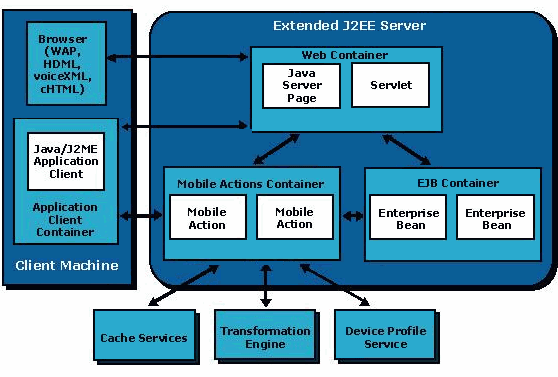 Extended J2EE Server
Browser
(WAP,
HDML,
voiceXML,
cHTML)
Web Container
Java
Server
Page
Servlet
Java/J2ME
Application
Client
Application
Client
Container
Client Machine
Mobile Actions Container
Mobile
Action
Mobile
Action
EJB Container
Enterprise
Bean
Enterprise
Bean
Cache Services
Transformation
Engine
Device Profile
Service